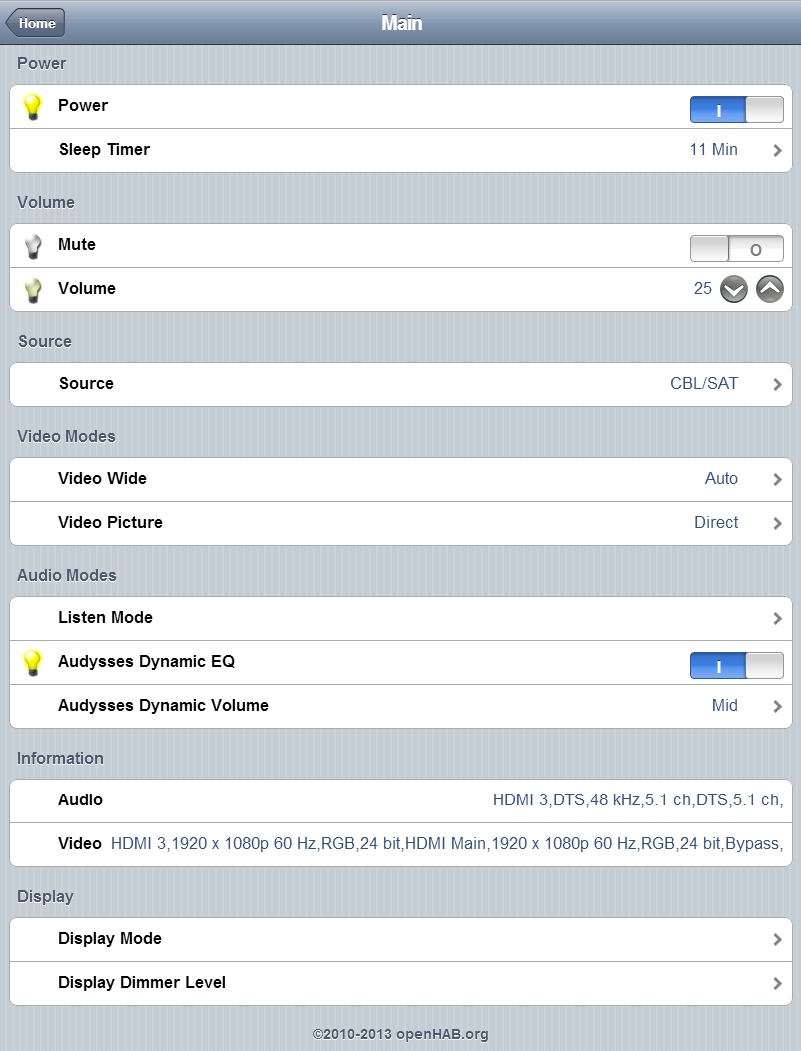 Home
Main
Power
Power
I
Sleep Timer 11 Min
Volume
Mute
O
Volume 25
Source
Source CBL/SAT
Video Modes
Video Wide Auto
Video Picture Direct
Audio Modes
Listen Mode
Audysses Dynamic EQ
I
Audysses Dynamic Volume Mid
Information
Audio HDMI 3,DTS,48 kHz,5.1 ch,DTS,5.1 ch,
Video HDMI 3,1920 x 1080p 60 Hz,RGB,24 bit,HDMI Main,1920 x 1080p 60 Hz,RGB,24 bit,Bypass,
Display
Display Mode
Display Dimmer Level
©2010-2013 openHAB.org